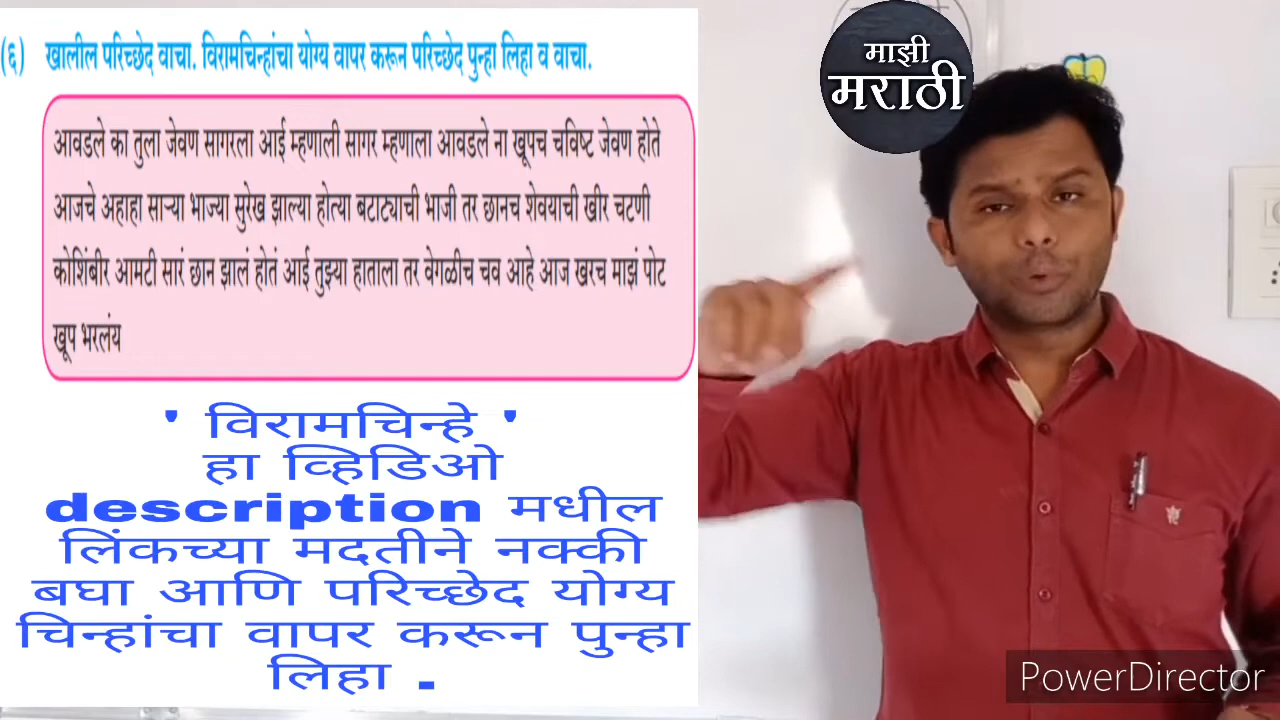 (६) खालील परिच्छेद वाचा. विरामचिन्हांचा योग्य वापर करून परिच्छेद पुन्हा लिहा व वाचा.
आवडले का तुला जेवण सागरला आई म्हणाली सागर म्हणाला आवडले ना खूपच चविष्ट जेवण होते
आजचे अहाहा साऱ्या भाज्या सुरेख झाल्या होत्या बटाट्याची भाजी तर छानच शेवयाची खीर चटणी
कोशिंबीर आमटी सारं छान झालं होतं आई तुझ्या हाताला तर वेगळीच चव आहे आज खरच माझं पोट
खूप भरलंय
' विरामचिन्हे '
हा व्हिडिओ
description मधील
लिंकच्या मदतीने नक्की
बघा आणि परिच्छेद योग्य
चिन्हांचा वापर करून पुन्हा
लिहा .
माझी
मराठी
PowerDirector